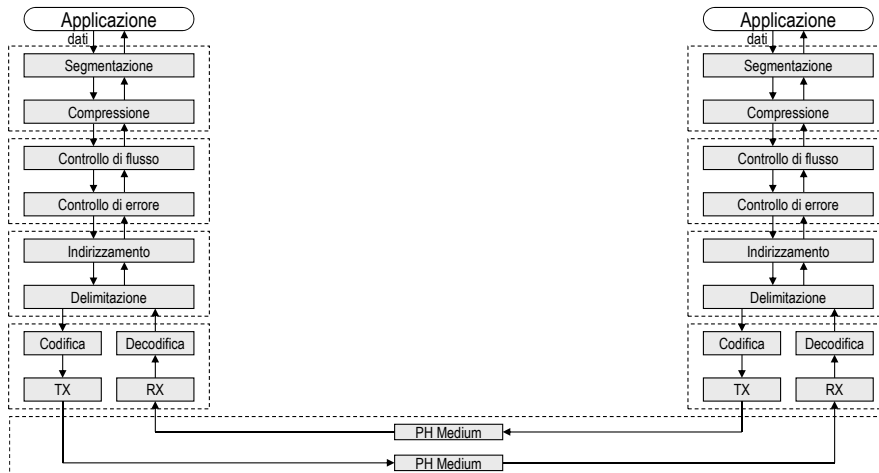 Applicazione
dati
Segmentazione
Compressione
Controllo di flusso
Controllo di errore
Indirizzamento
Delimitazione
Codifica Decodifica
TX RX
Applicazione
dati
Segmentazione
Compressione
Controllo di flusso
Controllo di errore
Indirizzamento
Delimitazione
Codifica Decodifica
TX RX
PH Medium
PH Medium